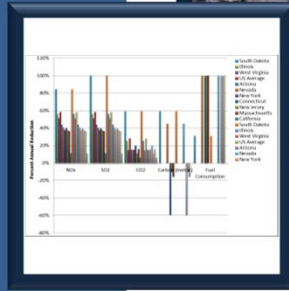 120%
100%
80%
60%
40%
20%
0%
-20%
-40%
-60%
-80%
Percent Annual Reduction
NOx
SO2
CO2
Carbon
Fuel
Consumption
South Dakota
Illinois
West Virginia
US Average
Arizona
Nevada
New York
Connecticut
New Jersey
Massachusetts
California
South Dakota
Illinois
West Virginia
US Average
Arizona
Nevada
New York